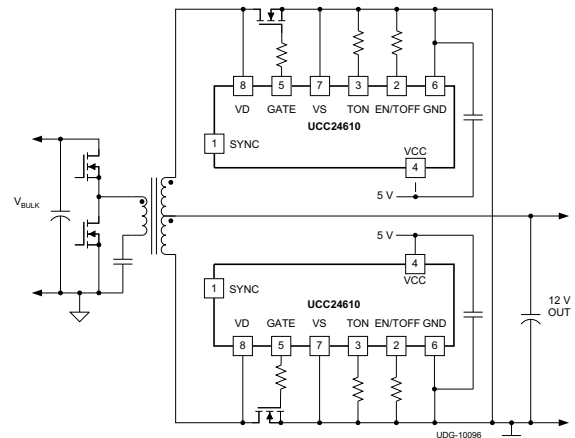 8 5 7 3 2 6
VD GATE VS TON EN/TOFF GND
UCC24610
1 SYNC
VCC
4
5 V
VBULK
5 V
4
VCC
1 SYNC
UCC24610
VD GATE VS TON EN/TOFF GND
8 5 7 3 2 6
12 V
OUT
UDG-10096